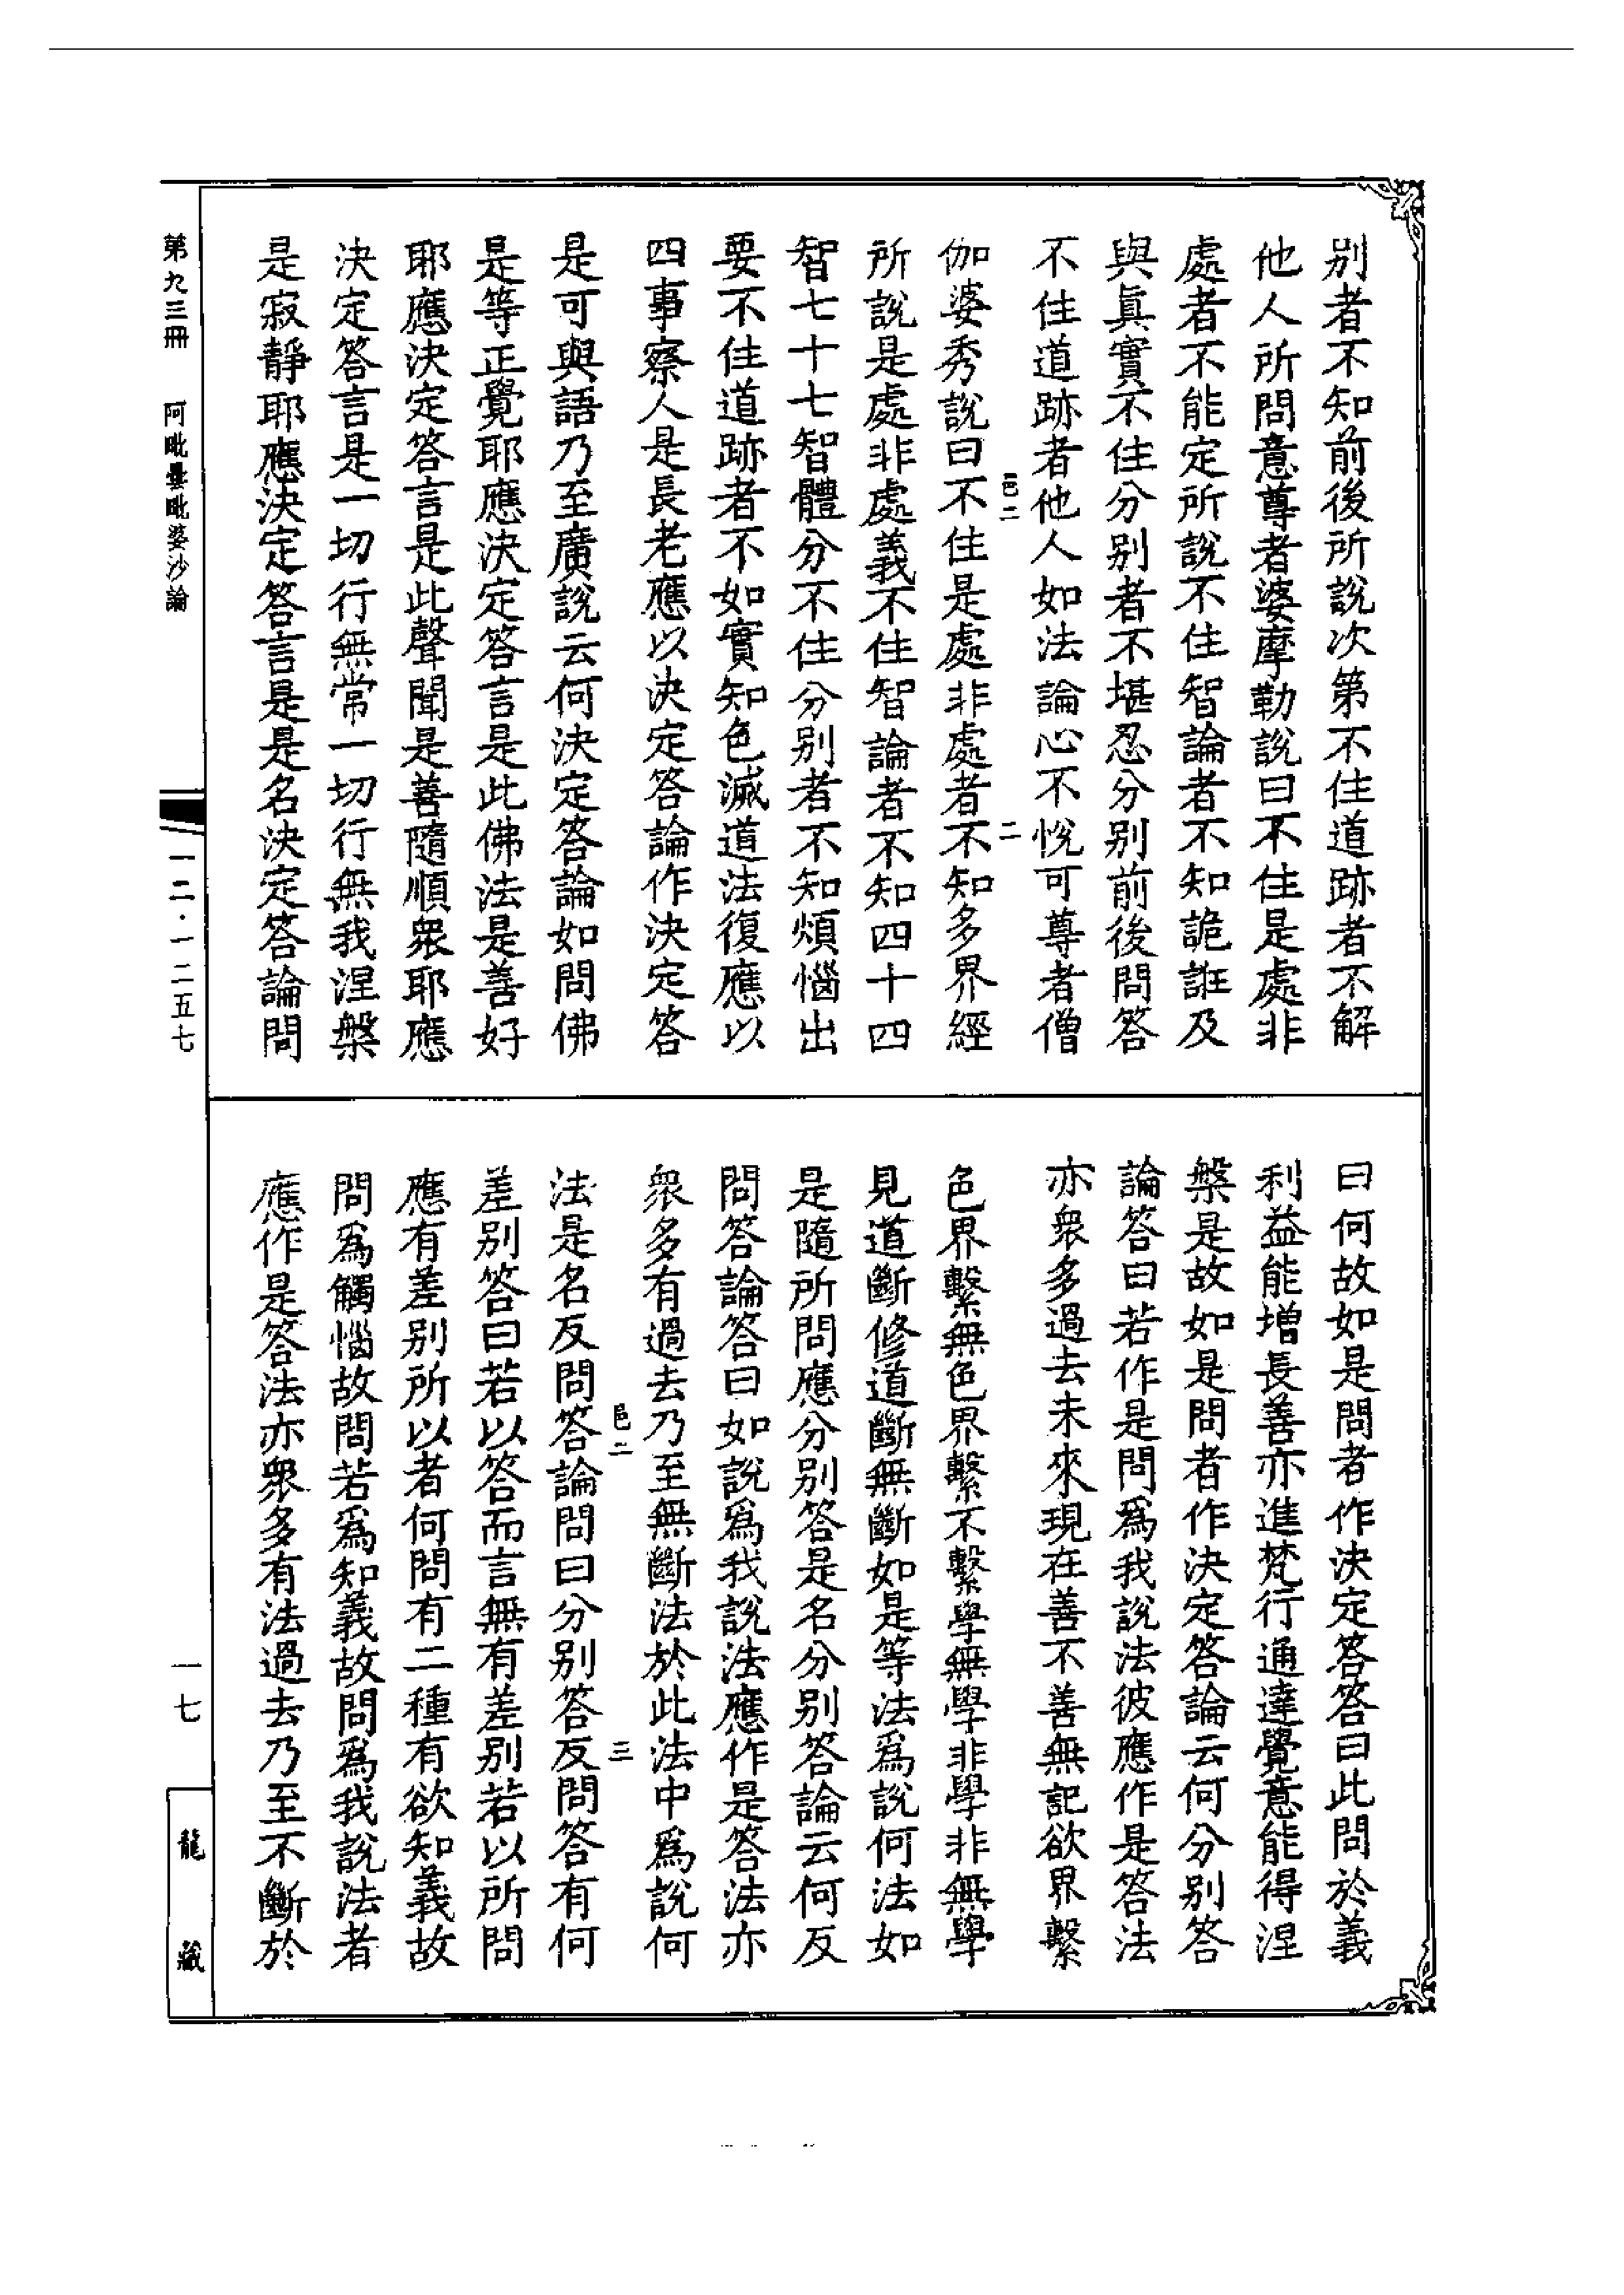 別者不知前後所說次第不住道跡者不解
他人所問意尊者婆摩勒說曰不住是處非
處者不能定所說不住智論者不知詭誑及
與眞實不住分別者不堪忍分別前後問答
不住道跡者他人如法論心不悅可尊者僧
邑二 二
伽婆秀說曰不住是處非處者不知多界經
所說是處非處義不住智論者不知四十四
智七十七智體分不住分別者不知煩惱出
要不住道跡者不如實知色滅道法復應以
四事察人是長老應以決定答論作決定答
是可與語乃至廣說云何決定答論如問佛
是等正覺耶應決定答言是此佛法是善好
耶應決定答言是此聲聞是善隨順眾耶應
決定答言是一切行無常一切行無我涅槃
是寂靜耶應決定答言是是名決定答論問
曰何故如是問者作決定答答曰此問於義
利益能增長善亦進梵行通達覺意能得涅
槃是故如是問者作決定答論云何分別答
論答曰若作是問爲我說法彼應作是答法
亦眾多過去未來現在善不善無記欲界繫
色界繫無色界繫不繫學無學非學非無學
見道斷修道斷無斷如是等法爲說何法如
是隨所問應分別答是名分別答論云何反
問答論答曰如說爲我說法應作是答法亦
眾多有過去乃至無斷法於此法中爲說何
邑二 三
法是名反問答論問曰分別答反問答有何
差別答曰若以答而言無有差別若以所問
應有差別所以者何問有二種有欲知義故
問爲觸惱故問若爲知義故問爲我說法者
應作是答法亦眾多有法過去乃至不斷於
第九三冊 阿毗曇毗婆沙論
一二·一二五七
一七
龍藏